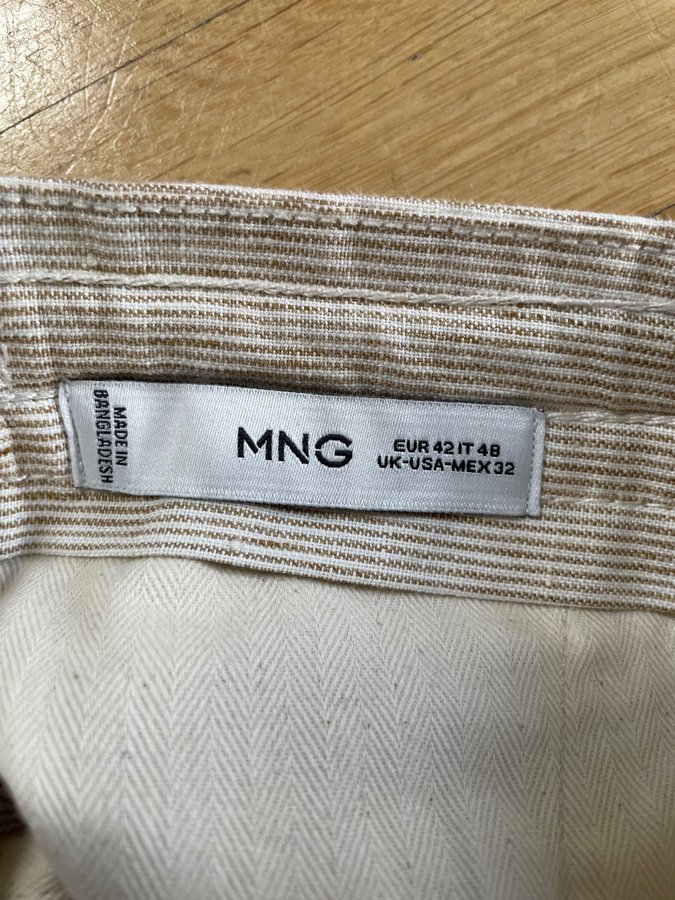 MADE IN
BANGLADESH
MNG
EUR 42 IT 48
UK-USA-MEX 32